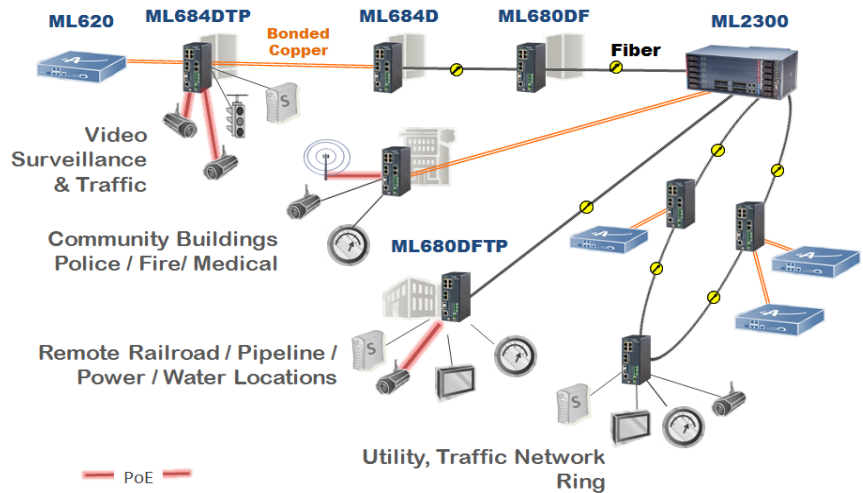 ML620
ML684DTP
ML684D
ML680DF
ML2300
Bonded
Copper
Fiber
Video
Surveillance
& Traffic
Community Buildings
Police / Fire/ Medical
ML680DFTP
Remote Railroad / Pipeline /
Power / Water Locations
Utility, Traffic Network
Ring
PoE
S
S
S
A
A
A
A